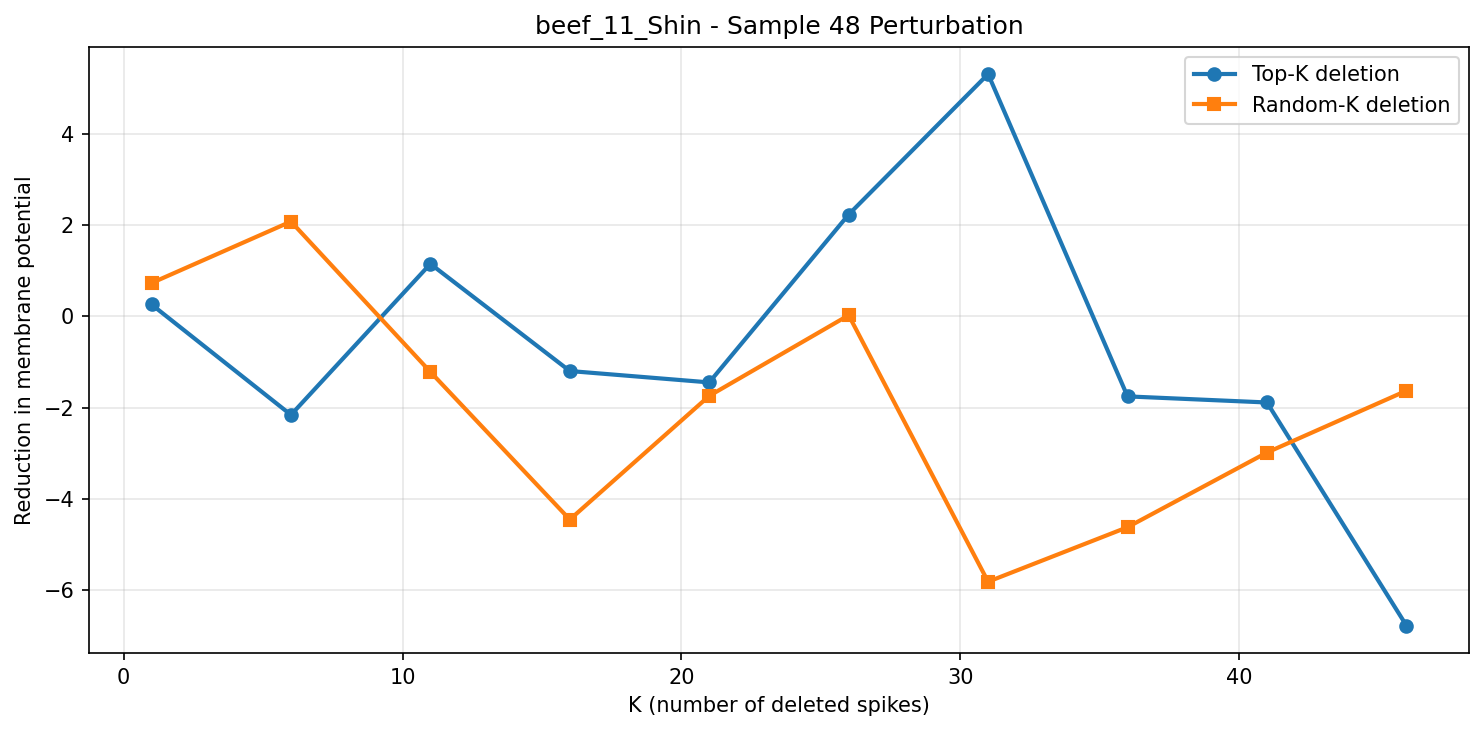 beef_11_Shin - Sample 48 Perturbation
Top-K deletion
Random-K deletion
Reduction in membrane potential
4
2
0
−2
−4
−6
0
10
20
30
40
K (number of deleted spikes)